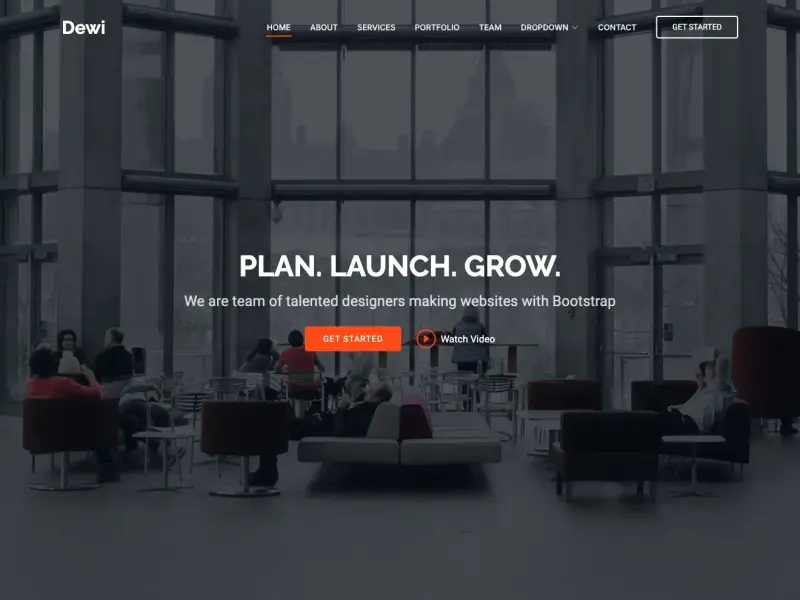 Dewi
HOME ABOUT SERVICES PORTFOLIO TEAM DROPDOWN CONTACT GET STARTED
PLAN. LAUNCH. GROW.
We are team of talented designers making websites with Bootstrap
GET STARTED Watch Video